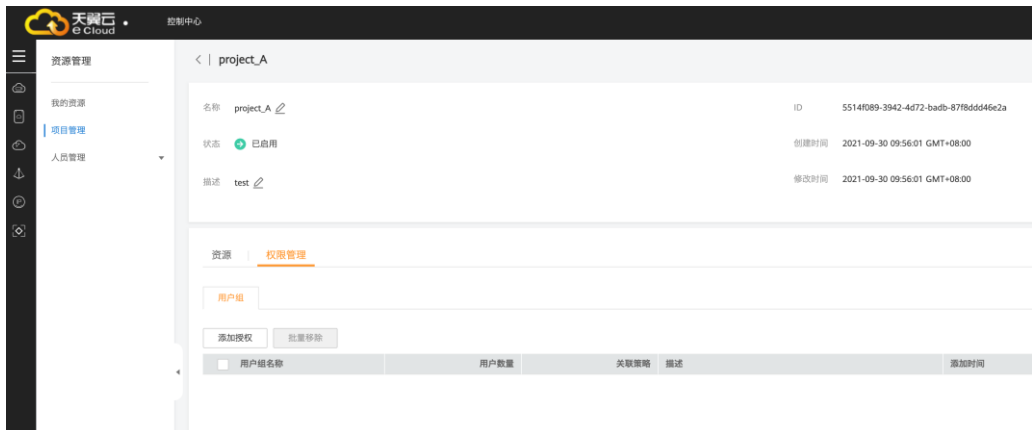 天翼云
e Cloud
控制中心
资源管理
我的资源
项目管理
人员管理
project_A
名称 project_A
ID 5514f089-3942-4d72-badb-87f8ddd46e2a
状态 已启用
创建时间 2021-09-30 09:56:01 GMT+08:00
描述 test
修改时间 2021-09-30 09:56:01 GMT+08:00
资源 权限管理
用户组
添加授权 批量移除
用户组名称 用户数量 关联策略 描述 添加时间